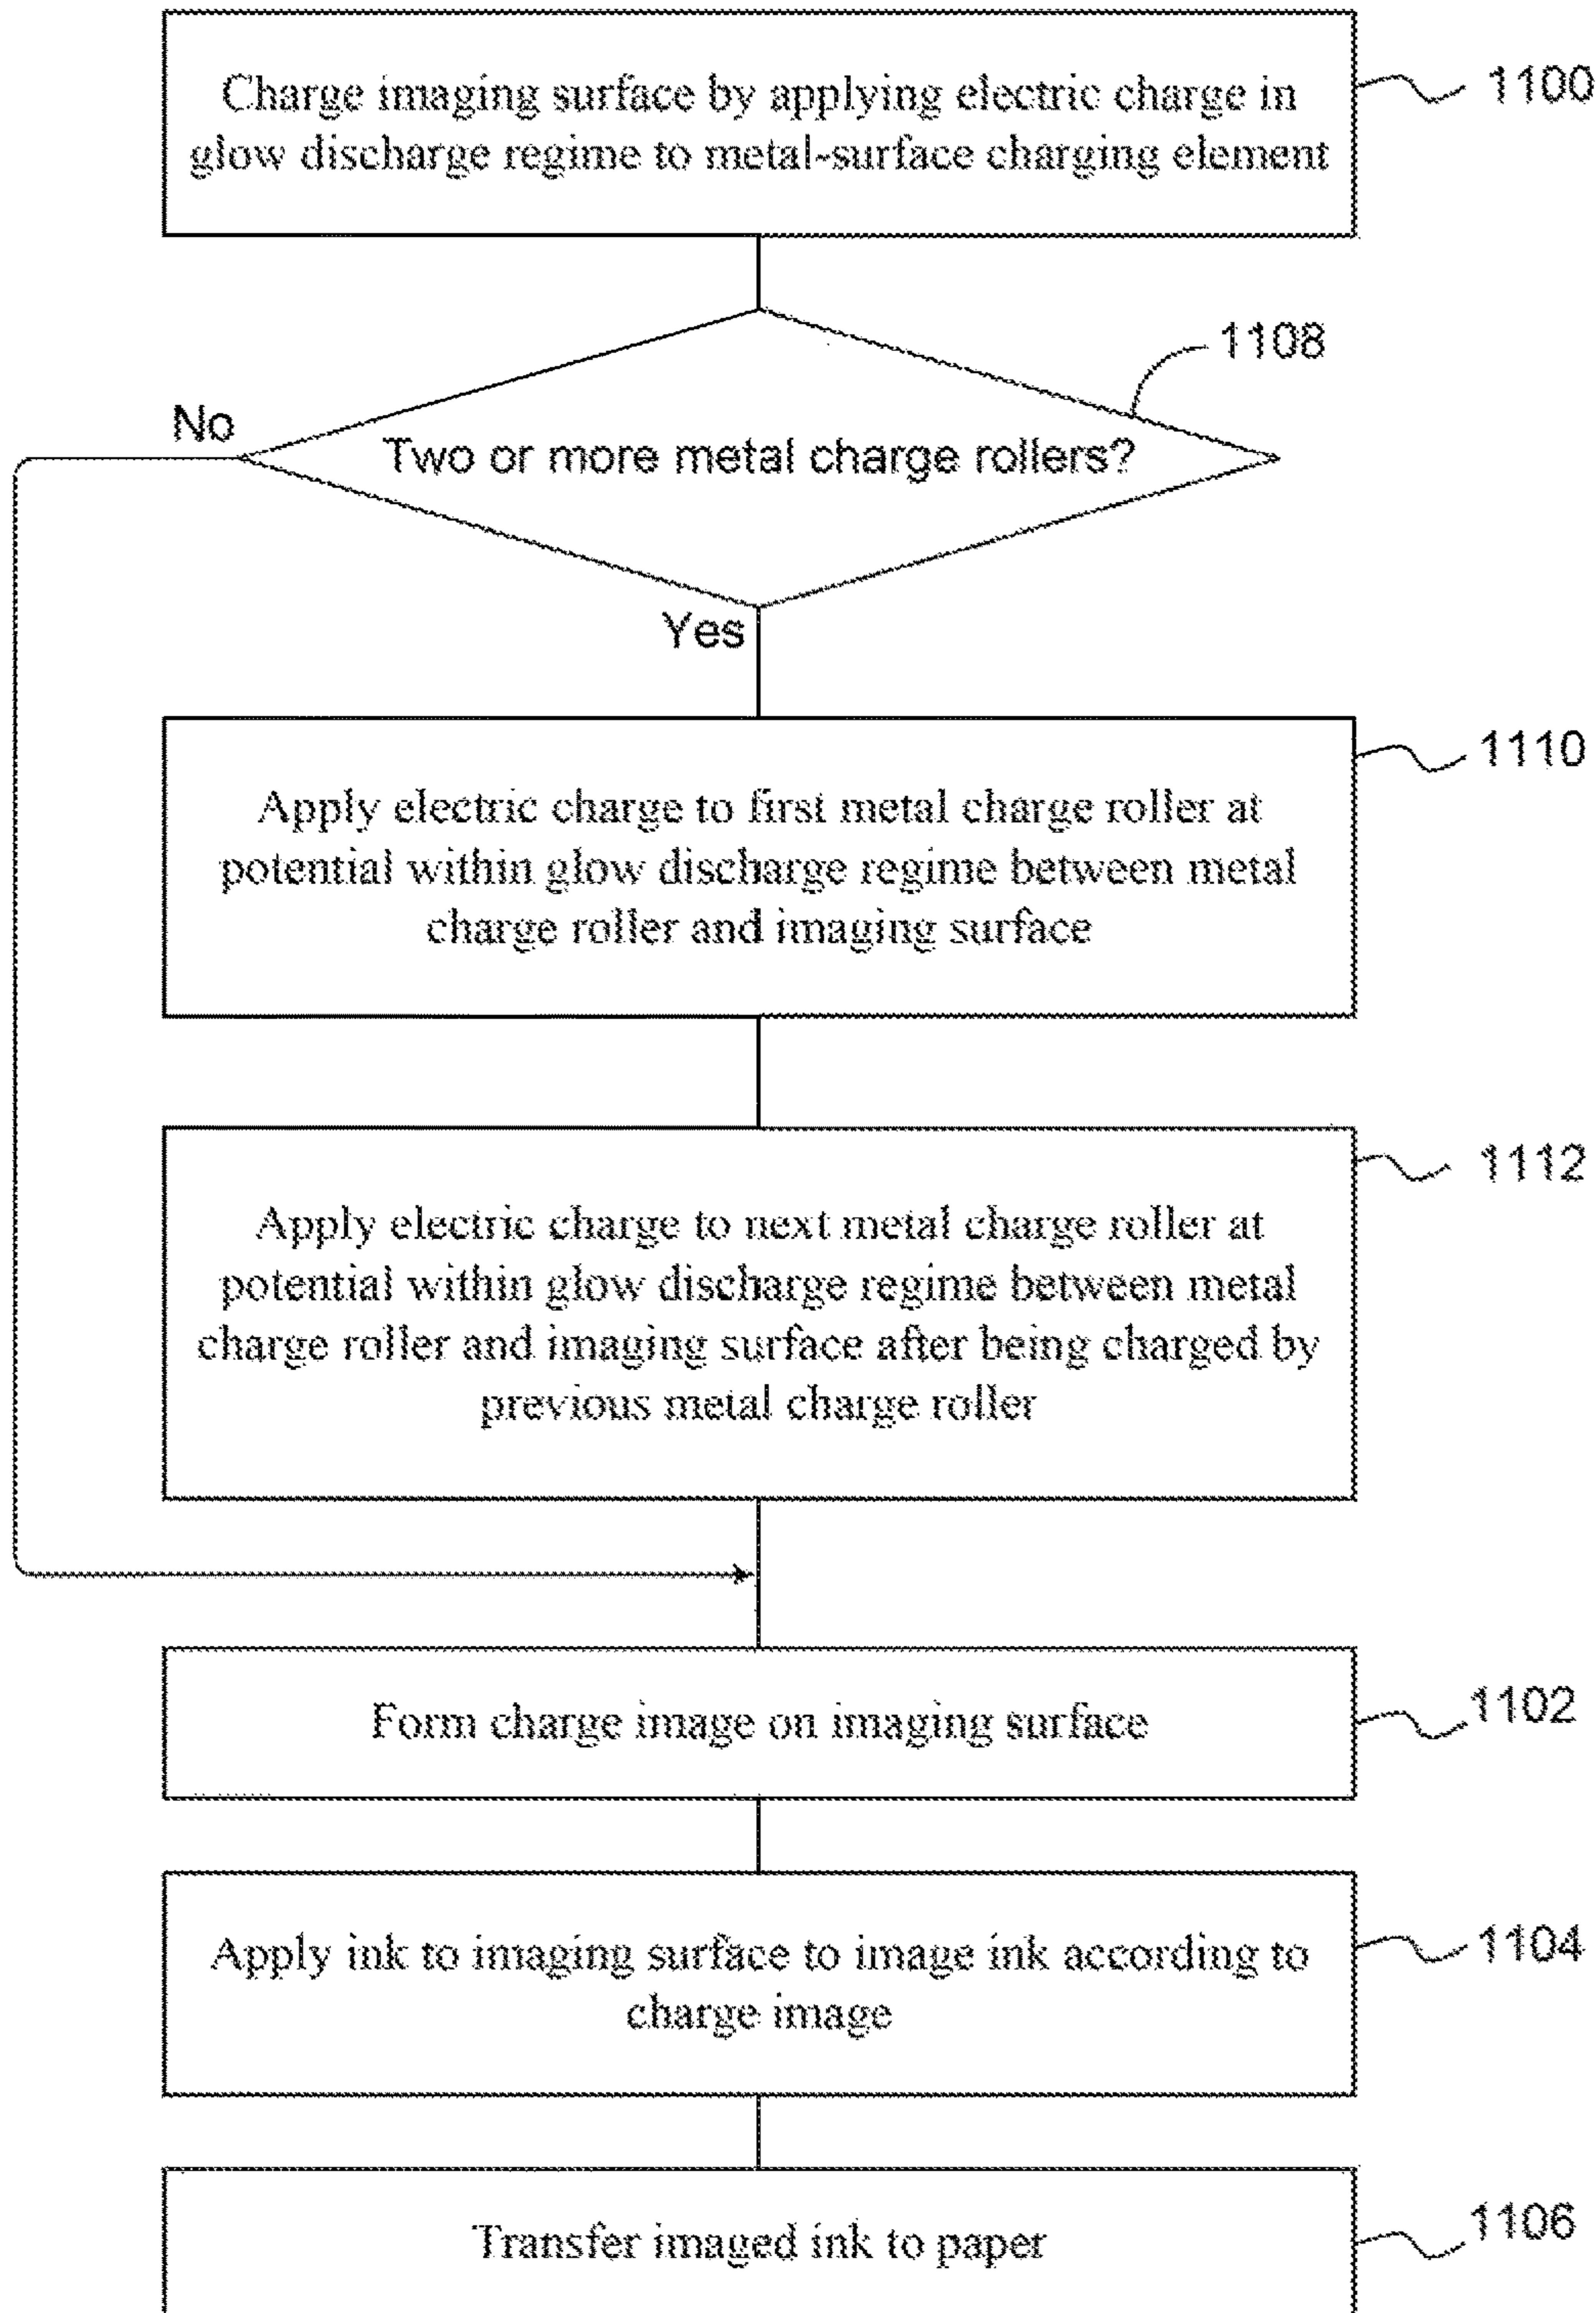 Charge imaging surface by applying electric charge in
glow discharge regime to metal-surface charging element
1100
1108
No
Two or more metal charge rollers?
Yes
1110
Apply electric charge to first metal charge roller at
potential within glow discharge regime between metal
charge roller and imaging surface
1112
Apply electric charge to next metal charge roller at
potential within glow discharge regime between metal
charge roller and imaging surface after being charged by
previous metal charge roller
Form charge image on imaging surface
1102
Apply ink to imaging surface to image ink according to
charge image
1104
Transfer imaged ink to paper
1106